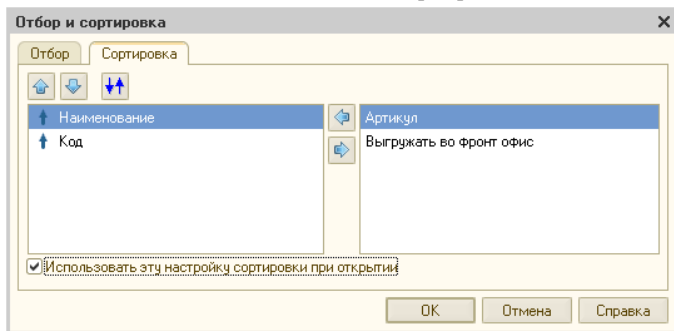 Отбор и сортировка
Отбор Сортировка
Наименование
Код
Артикул
Выгружать во фронт офис
Использовать эту настройку сортировки при открытии
OK Отмена Справка